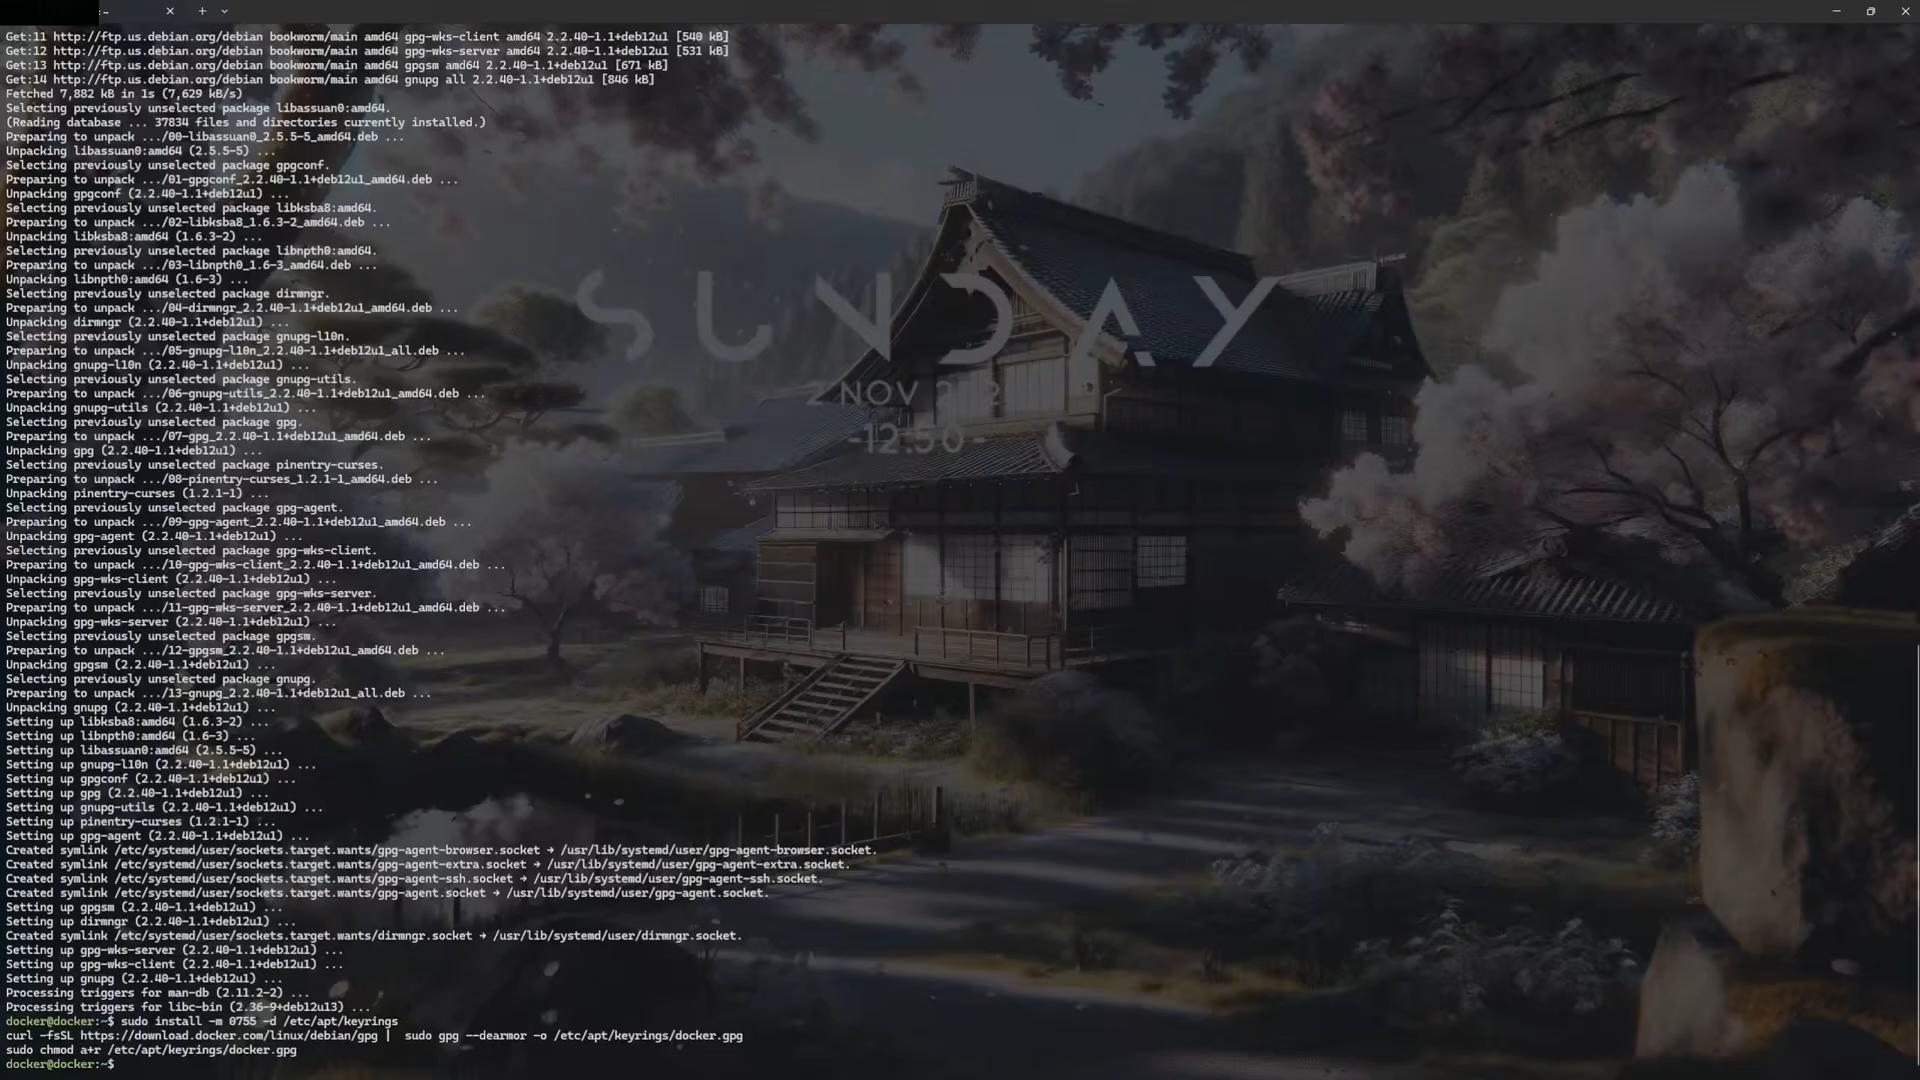 Get:11 http://ftp.us.debian.org/debian bookworm/main amd64 gpg-wks-client amd64 2.2.40-1.1+deb12u1 [540 kB]
Get:12 http://ftp.us.debian.org/debian bookworm/main amd64 gpg-wks-server amd64 2.2.40-1.1+deb12u1 [531 kB]
Get:13 http://ftp.us.debian.org/debian bookworm/main amd64 gpgsm amd64 2.2.40-1.1+deb12u1 [671 kB]
Get:14 http://ftp.us.debian.org/debian bookworm/main amd64 gnupg all 2.2.40-1.1+deb12u1 [846 kB]
Fetched 7,882 kB in 1s (7,629 kB/s)
Selecting previously unselected package libassuan0:amd64.
(Reading database ... 37834 files and directories currently installed.)
Preparing to unpack .../00-libassuan0_2.5.5-5_amd64.deb ...
Unpacking libassuan0:amd64 (2.5.5-5) ...
Selecting previously unselected package gpgconf.
Preparing to unpack .../01-gpgconf_2.2.40-1.1+deb12u1_amd64.deb ...
Unpacking gpgconf (2.2.40-1.1+deb12u1) ...
Selecting previously unselected package libksba8:amd64.
Preparing to unpack .../02-libksba8_1.6.3-2_amd64.deb ...
Unpacking libksba8:amd64 (1.6.3-2) ...
Selecting previously unselected package libnpth0:amd64.
Preparing to unpack .../03-libnpth0_1.6-3_amd64.deb ...
Unpacking libnpth0:amd64 (1.6-3) ...
Selecting previously unselected package dirmngr.
Preparing to unpack .../04-dirmngr_2.2.40-1.1+deb12u1_amd64.deb ...
Unpacking dirmngr (2.2.40-1.1+deb12u1) ...
Selecting previously unselected package gnupg-l10n.
Preparing to unpack .../05-gnupg-l10n_2.2.40-1.1+deb12u1_all.deb ...
Unpacking gnupg-l10n (2.2.40-1.1+deb12u1) ...
Selecting previously unselected package gnupg-utils.
Preparing to unpack .../06-gnupg-utils_2.2.40-1.1+deb12u1_amd64.deb ...
Unpacking gnupg-utils (2.2.40-1.1+deb12u1) ...
Selecting previously unselected package gpg.
Preparing to unpack .../07-gpg_2.2.40-1.1+deb12u1_amd64.deb ...
Unpacking gpg (2.2.40-1.1+deb12u1) ...
Selecting previously unselected package pinentry-curses.
Preparing to unpack .../08-pinentry-curses_1.2.1-1_amd64.deb ...
Unpacking pinentry-curses (1.2.1-1) ...
Selecting previously unselected package gpg-agent.
Preparing to unpack .../09-gpg-agent_2.2.40-1.1+deb12u1_amd64.deb ...
Unpacking gpg-agent (2.2.40-1.1+deb12u1) ...
Selecting previously unselected package gpg-wks-client.
Preparing to unpack .../10-gpg-wks-client_2.2.40-1.1+deb12u1_amd64.deb ...
Unpacking gpg-wks-client (2.2.40-1.1+deb12u1) ...
Selecting previously unselected package gpg-wks-server.
Preparing to unpack .../11-gpg-wks-server_2.2.40-1.1+deb12u1_amd64.deb ...
Unpacking gpg-wks-server (2.2.40-1.1+deb12u1) ...
Selecting previously unselected package gpgsm.
Preparing to unpack .../12-gpgsm_2.2.40-1.1+deb12u1_amd64.deb ...
Unpacking gpgsm (2.2.40-1.1+deb12u1) ...
Selecting previously unselected package gnupg.
Preparing to unpack .../13-gnupg_2.2.40-1.1+deb12u1_all.deb ...
Unpacking gnupg (2.2.40-1.1+deb12u1) ...
Setting up libksba8:amd64 (1.6.3-2) ...
Setting up libnpth0:amd64 (1.6-3) ...
Setting up libassuan0:amd64 (2.5.5-5) ...
Setting up gnupg-l10n (2.2.40-1.1+deb12u1) ...
Setting up gpgconf (2.2.40-1.1+deb12u1) ...
Setting up gpg (2.2.40-1.1+deb12u1) ...
Setting up gnupg-utils (2.2.40-1.1+deb12u1) ...
Setting up pinentry-curses (1.2.1-1) ...
Setting up gpg-agent (2.2.40-1.1+deb12u1) ...
Created symlink /etc/systemd/user/sockets.target.wants/gpg-agent-browser.socket → /usr/lib/systemd/user/gpg-agent-browser.socket.
Created symlink /etc/systemd/user/sockets.target.wants/gpg-agent-extra.socket → /usr/lib/systemd/user/gpg-agent-extra.socket.
Created symlink /etc/systemd/user/sockets.target.wants/gpg-agent-ssh.socket → /usr/lib/systemd/user/gpg-agent-ssh.socket.
Created symlink /etc/systemd/user/sockets.target.wants/gpg-agent.socket → /usr/lib/systemd/user/gpg-agent.socket.
Setting up gpgsm (2.2.40-1.1+deb12u1) ...
Setting up dirmngr (2.2.40-1.1+deb12u1) ...
Created symlink /etc/systemd/user/sockets.target.wants/dirmngr.socket → /usr/lib/systemd/user/dirmngr.socket.
Setting up gpg-wks-server (2.2.40-1.1+deb12u1) ...
Setting up gpg-wks-client (2.2.40-1.1+deb12u1) ...
Setting up gnupg (2.2.40-1.1+deb12u1) ...
Processing triggers for man-db (2.11.2-2) ...
Processing triggers for libc-bin (2.36-9+deb12u13) ...
docker@docker:~$ sudo install -m 0755 -d /etc/apt/keyrings
curl -fsSL https://download.docker.com/linux/debian/gpg |  sudo gpg --dearmor -o /etc/apt/keyrings/docker.gpg
sudo chmod a+r /etc/apt/keyrings/docker.gpg
docker@docker:~$
SUNDAY
2 NOV
-12.50-